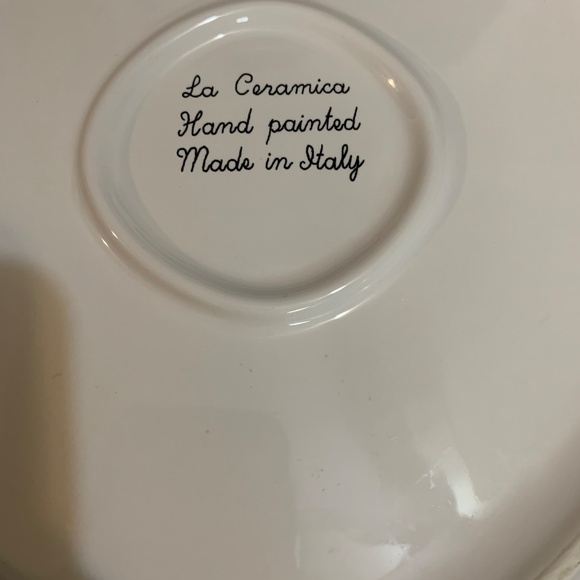 La Ceramica
Hand painted
Made in Italy